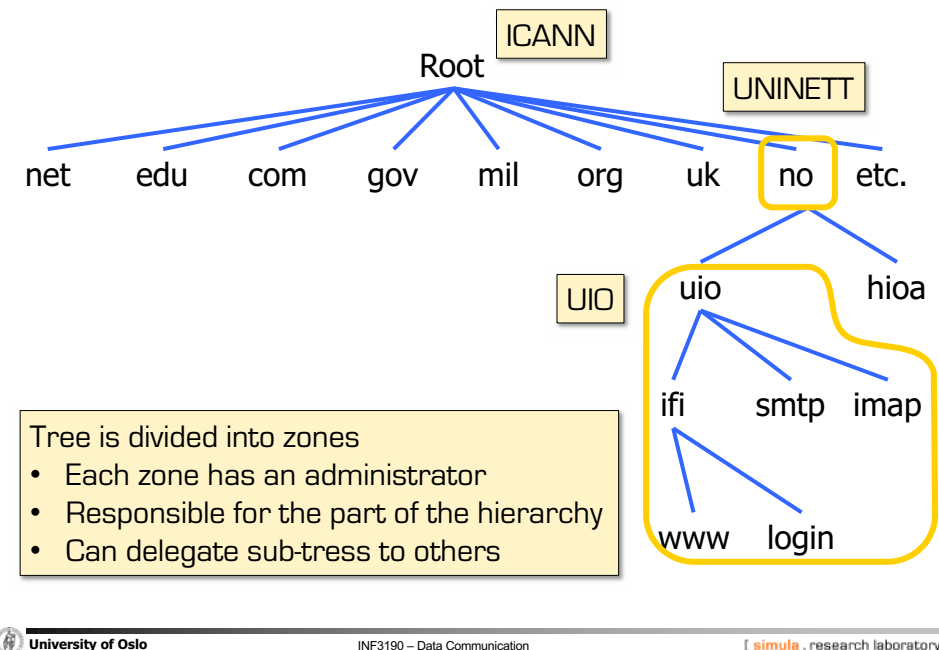 ICANN
Root
UNINETT
net edu com gov mil org uk no etc.
UIO
uio hioa
ifi smtp imap
Tree is divided into zones
• Each zone has an administrator
• Responsible for the part of the hierarchy
• Can delegate sub-tress to others
www login
University of Oslo INF3190 – Data Communication [ simula . research laboratory